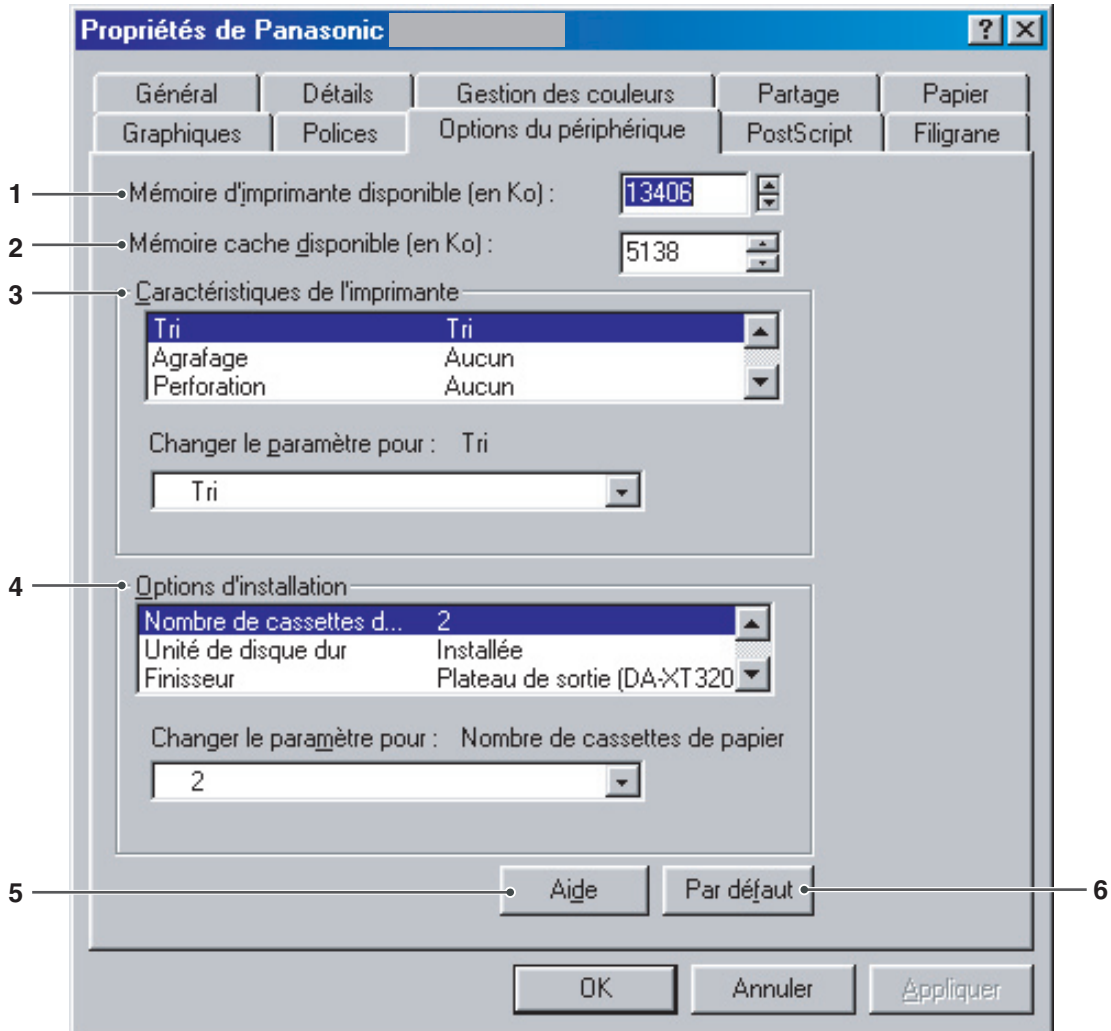 Propriétés de Panasonic
Général Détails Gestion des couleurs Partage Papier
Graphiques Polices Options du périphérique PostScript Filigrane
1 Mémoire d'imprimante disponible (en Ko) : 13406
2 Mémoire cache disponible (en Ko) : 5138
3 Caractéristiques de l'imprimante
Tri Tri
Agrafage Aucun
Perforation Aucun
Changer le paramètre pour : Tri
Tri
4 Options d'installation
Nombre de cassettes d... 2
Unité de disque dur Installée
Finisseur Plateau de sortie (DA-XT320
Changer le paramètre pour : Nombre de cassettes de papier
2
5 Aide Par défaut 6
OK Annuler Appliquer